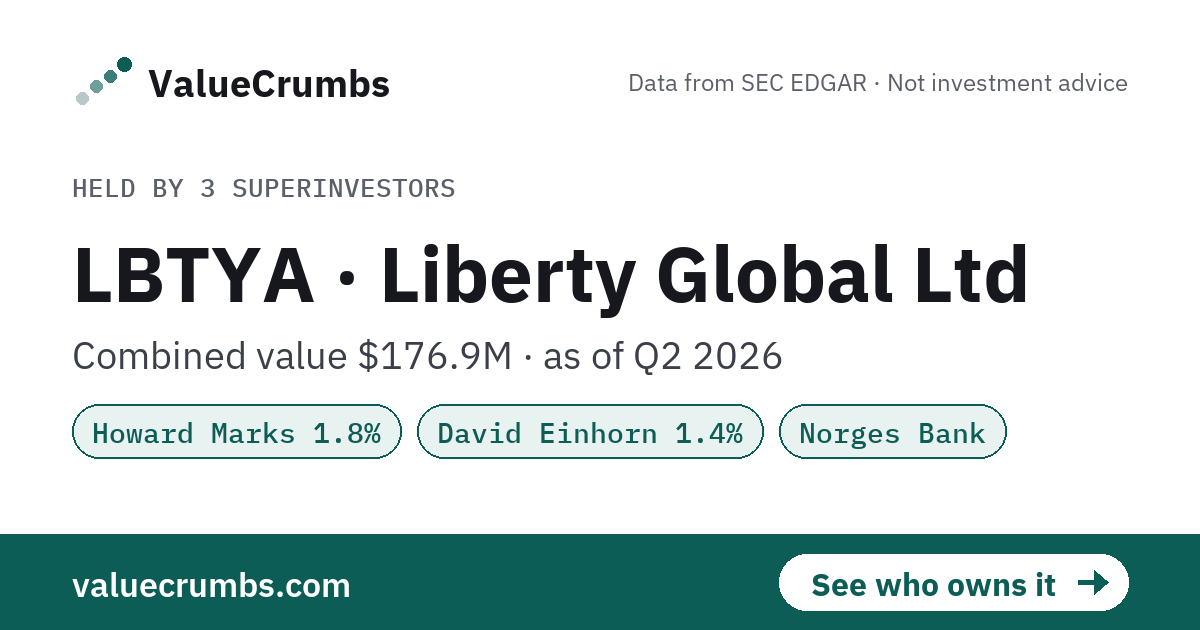 ValueCrumbs
Data from SEC EDGAR · Not investment advice
HELD BY 3 SUPERINVESTORS
LBTYA · Liberty Global Ltd
Combined value $176.9M · as of Q2 2026
Howard Marks 1.8% David Einhorn 1.4% Norges Bank
valuecrumbs.com
See who owns it →